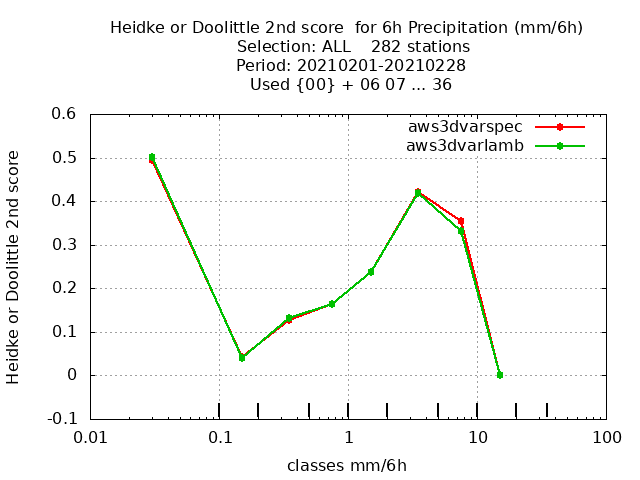 Heidke or Doolittle 2nd score  for 6h Precipitation (mm/6h)
Selection: ALL    282 stations
Period: 20210201-20210228
Used {00} + 06 07 ... 36
aws3dvarspec
aws3dvarlamb
Heidke or Doolittle 2nd score
0.6
0.5
0.4
0.3
0.2
0.1
0
-0.1
0.01 0.1 1 10 100
classes mm/6h